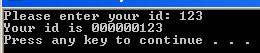 Please enter your id: 123
Your id is 000000123
Press any key to continue . . .